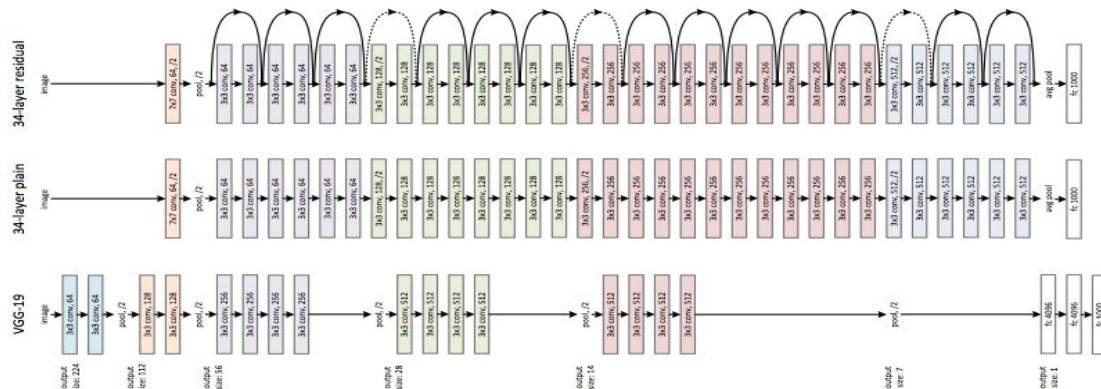 34-layer residual
image
7x7 conv, 64, /2
pool, /2
3x3 conv, 64
3x3 conv, 64
3x3 conv, 64
3x3 conv, 64
3x3 conv, 64
3x3 conv, 64
3x3 conv, 128, /2
3x3 conv, 128
3x3 conv, 128
3x3 conv, 128
3x3 conv, 128
3x3 conv, 128
3x3 conv, 128
3x3 conv, 128
3x3 conv, 256, /2
3x3 conv, 256
3x3 conv, 256
3x3 conv, 256
3x3 conv, 256
3x3 conv, 256
3x3 conv, 256
3x3 conv, 256
3x3 conv, 256
3x3 conv, 256
3x3 conv, 256
3x3 conv, 256
3x3 conv, 512, /2
3x3 conv, 512
3x3 conv, 512
3x3 conv, 512
3x3 conv, 512
3x3 conv, 512
avg pool
fc 1000
34-layer plain
image
7x7 conv, 64, /2
pool, /2
3x3 conv, 64
3x3 conv, 64
3x3 conv, 64
3x3 conv, 64
3x3 conv, 64
3x3 conv, 64
3x3 conv, 128, /2
3x3 conv, 128
3x3 conv, 128
3x3 conv, 128
3x3 conv, 128
3x3 conv, 128
3x3 conv, 128
3x3 conv, 128
3x3 conv, 256, /2
3x3 conv, 256
3x3 conv, 256
3x3 conv, 256
3x3 conv, 256
3x3 conv, 256
3x3 conv, 256
3x3 conv, 256
3x3 conv, 256
3x3 conv, 256
3x3 conv, 256
3x3 conv, 256
3x3 conv, 512, /2
3x3 conv, 512
3x3 conv, 512
3x3 conv, 512
3x3 conv, 512
3x3 conv, 512
avg pool
fc 1000
VGG-19
image
3x3 conv, 64
3x3 conv, 64
pool, /2
3x3 conv, 128
3x3 conv, 128
pool, /2
3x3 conv, 256
3x3 conv, 256
3x3 conv, 256
3x3 conv, 256
pool, /2
3x3 conv, 512
3x3 conv, 512
3x3 conv, 512
3x3 conv, 512
pool, /2
3x3 conv, 512
3x3 conv, 512
3x3 conv, 512
3x3 conv, 512
pool, /2
fc 4096
fc 4096
fc 1000
output
size: 224
output
size: 112
output
size: 56
output
size: 28
output
size: 14
output
size: 7
output
size: 1